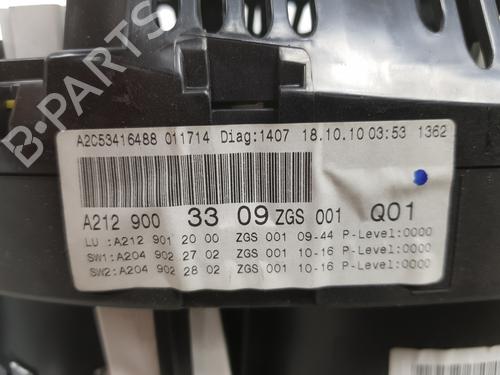 A2C53416488 011714 Diag:1407 18.10.10 03:53 1362
A212 900 33 09 ZGS 001 Q01
LU :A212 901 20 00 ZGS 001 09-44 P-Level:0000
SW1:A204 902 27 02 ZGS 001 10-16 P-Level:0000
SW2:A204 902 28 02 ZGS 001 10-16 P-Level:0000
B-PARTS